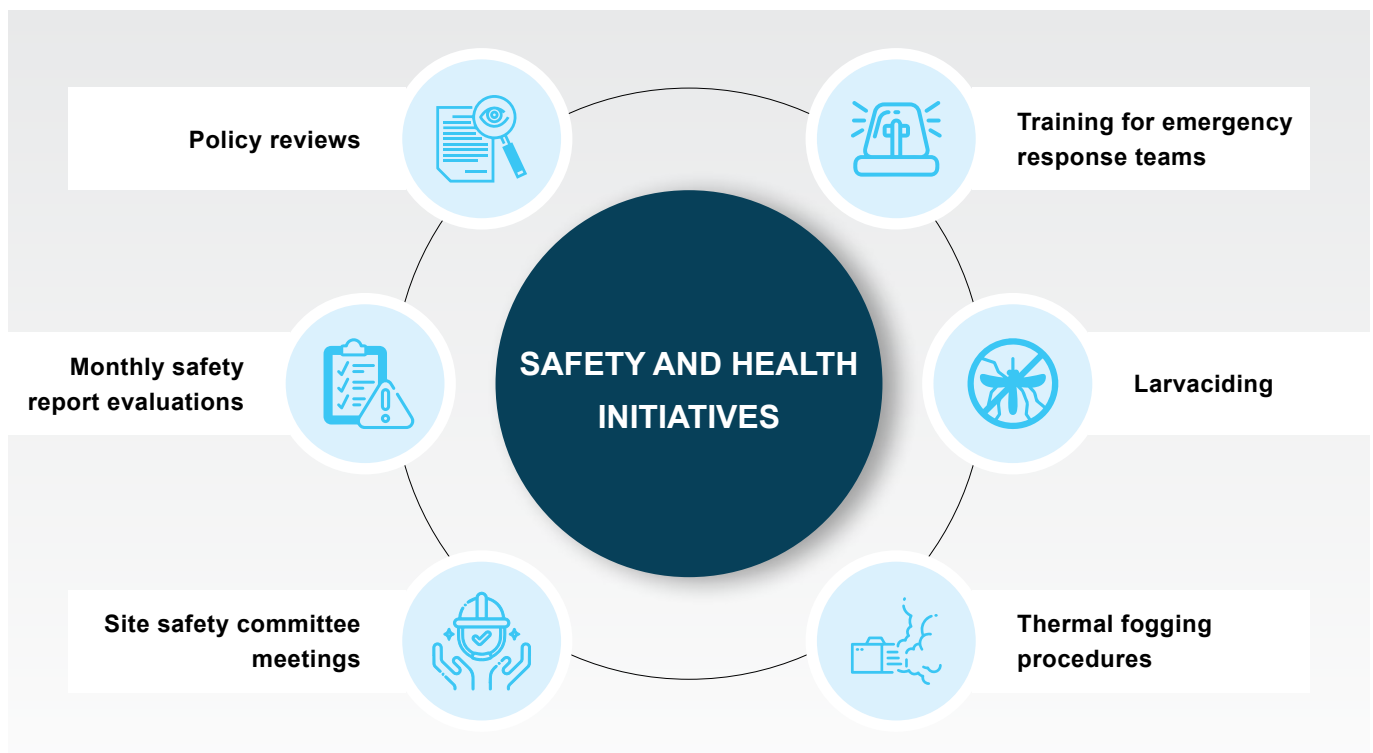 Policy reviews
Training for emergency
response teams
SAFETY AND HEALTH
INITIATIVES
Monthly safety
report evaluations
Larvaciding
Site safety committee
meetings
Thermal fogging
procedures